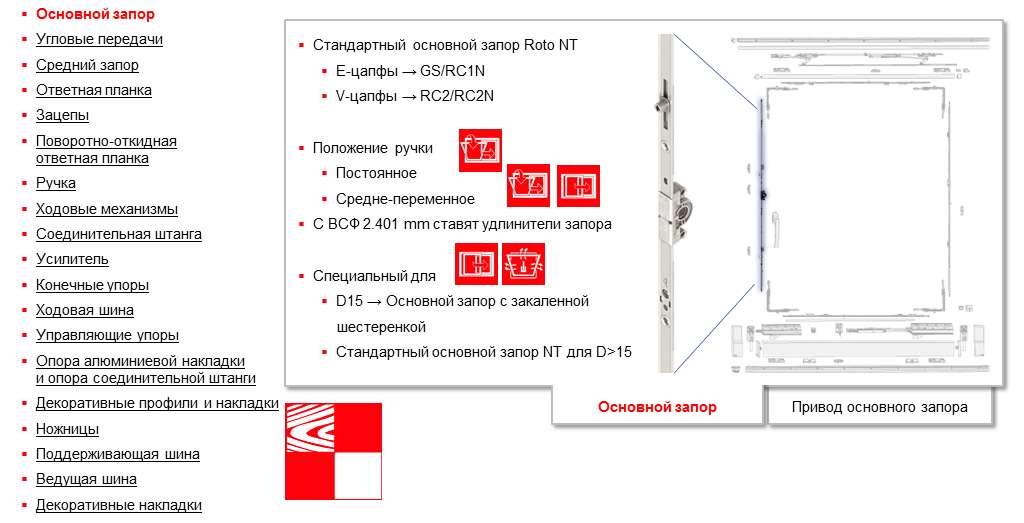 Основной запор
Угловые передачи
Средний запор
Ответная планка
Зацепы
Поворотно-откидная
ответная планка
Ручка
Ходовые механизмы
Соединительная штанга
Усилитель
Конечные упоры
Ходовая шина
Управляющие упоры
Опора алюминиевой накладки
и опора соединительной штанги
Декоративные профили и накладки
Ножницы
Поддерживающая шина
Ведущая шина
Декоративные накладки
Стандартный основной запор Roto NT
E-цапфы → GS/RC1N
V-цапфы → RC2/RC2N
Положение ручки
Постоянное
Средне-переменное
С ВСФ 2.401 mm ставят удлинители запора
Специальный для
D15 → Основной запор с закаленной
шестеренкой
Стандартный основной запор NT для D>15
Основной запор
Привод основного запора